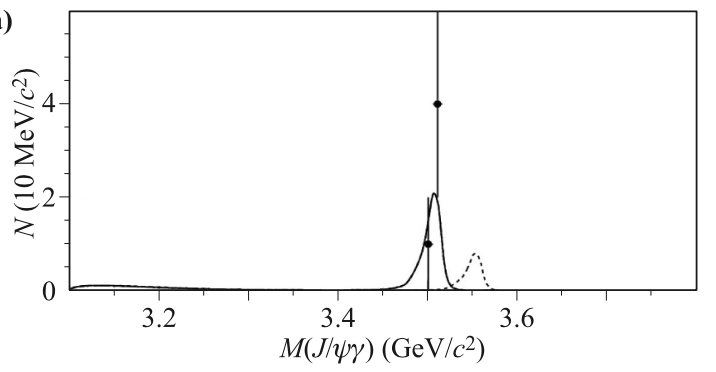 a)
N (10 MeV/c²)
4
2
0
3.2 3.4 3.6
M(J/ψγ) (GeV/c²)